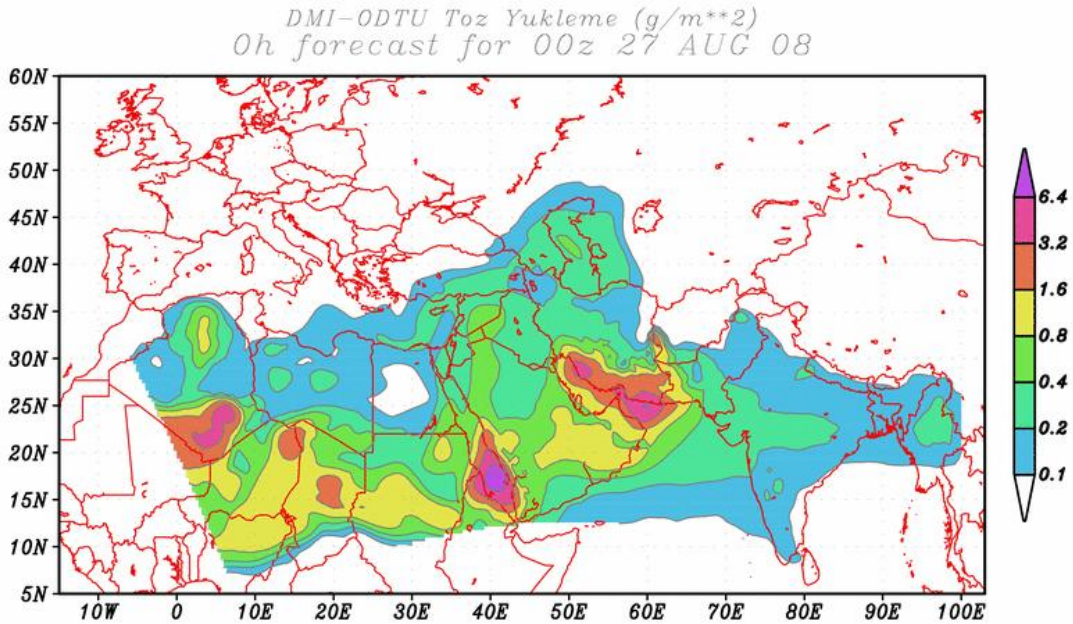 DMI-ODTU Toz Yukleme (g/m**2)
0h forecast for 00z 27 AUG 08
60N
55N
50N
45N
40N
35N
30N
25N
20N
15N
10N
5N
10W 0 10E 20E 30E 40E 50E 60E 70E 80E 90E 100E
6.4
3.2
1.6
0.8
0.4
0.2
0.1